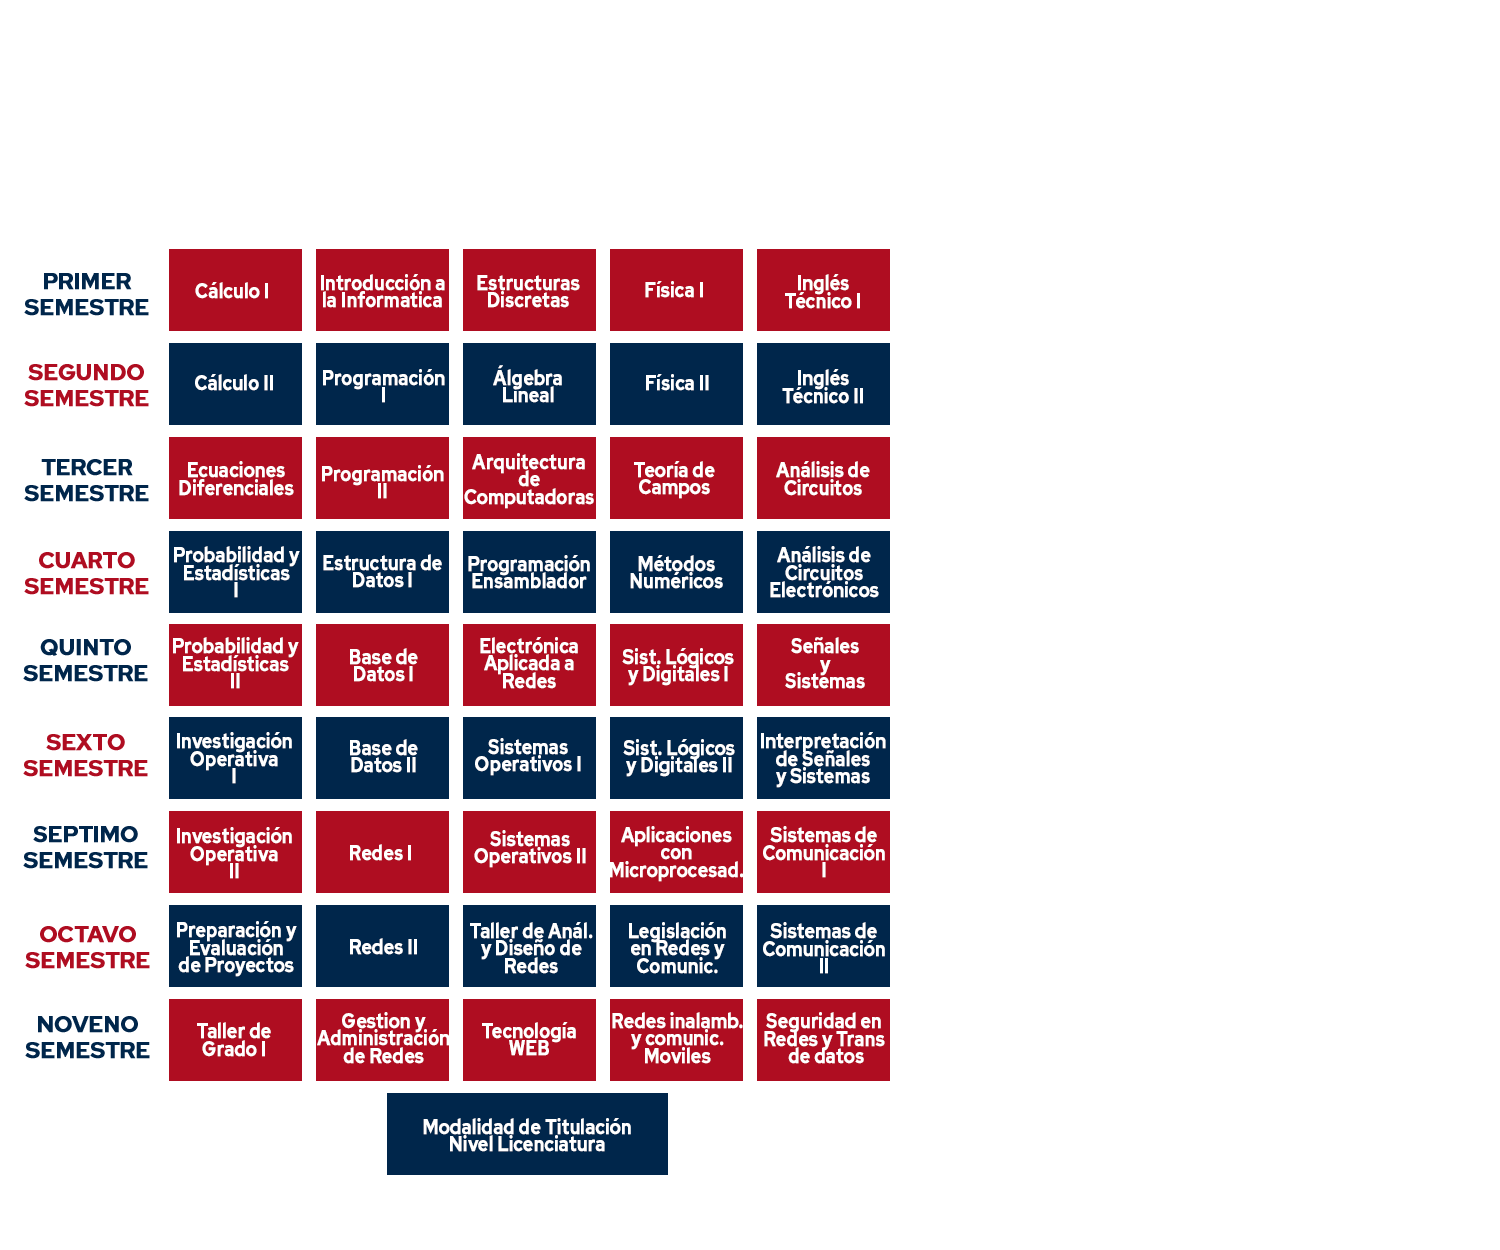 PRIMER
SEMESTRE
Cálculo I
Introducción a
la Informatica
Estructuras
Discretas
Física I
Inglés
Técnico I
SEGUNDO
SEMESTRE
Cálculo II
Programación
I
Álgebra
Lineal
Física II
Inglés
Técnico II
TERCER
SEMESTRE
Ecuaciones
Diferenciales
Programación
II
Arquitectura
de
Computadoras
Teoría de
Campos
Análisis de
Circuitos
CUARTO
SEMESTRE
Probabilidad y
Estadísticas
I
Estructura de
Datos I
Programación
Ensamblador
Métodos
Numéricos
Análisis de
Circuitos
Electrónicos
QUINTO
SEMESTRE
Probabilidad y
Estadísticas
II
Base de
Datos I
Electrónica
Aplicada a
Redes
Sist. Lógicos
y Digitales I
Señales
y
Sistemas
SEXTO
SEMESTRE
Investigación
Operativa
I
Base de
Datos II
Sistemas
Operativos I
Sist. Lógicos
y Digitales II
Interpretación
de Señales
y Sistemas
SEPTIMO
SEMESTRE
Investigación
Operativa
II
Redes I
Sistemas
Operativos II
Aplicaciones
con
Microprocesad.
Sistemas de
Comunicación
I
OCTAVO
SEMESTRE
Preparación y
Evaluación
de Proyectos
Redes II
Taller de Anál.
y Diseño de
Redes
Legislación
en Redes y
Comunic.
Sistemas de
Comunicación
II
NOVENO
SEMESTRE
Taller de
Grado I
Gestion y
Administración
de Redes
Tecnología
WEB
Redes inalamb.
y comunic.
Moviles
Seguridad en
Redes y Trans
de datos
Modalidad de Titulación
Nivel Licenciatura